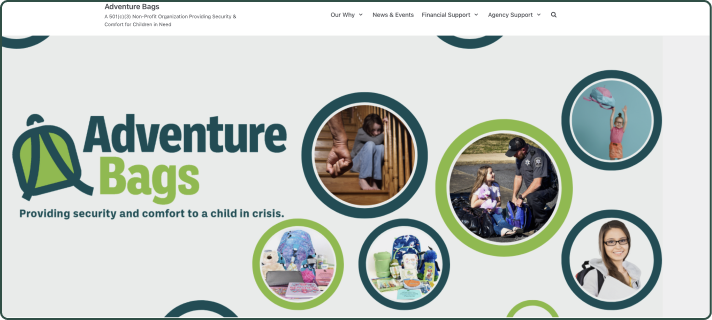 Adventure Bags
A 501(c)(3) Non-Profit Organization Providing Security &
Comfort for Children in Need
Our Why
News & Events
Financial Support
Agency Support
Adventure
Bags
Providing security and comfort to a child in crisis.